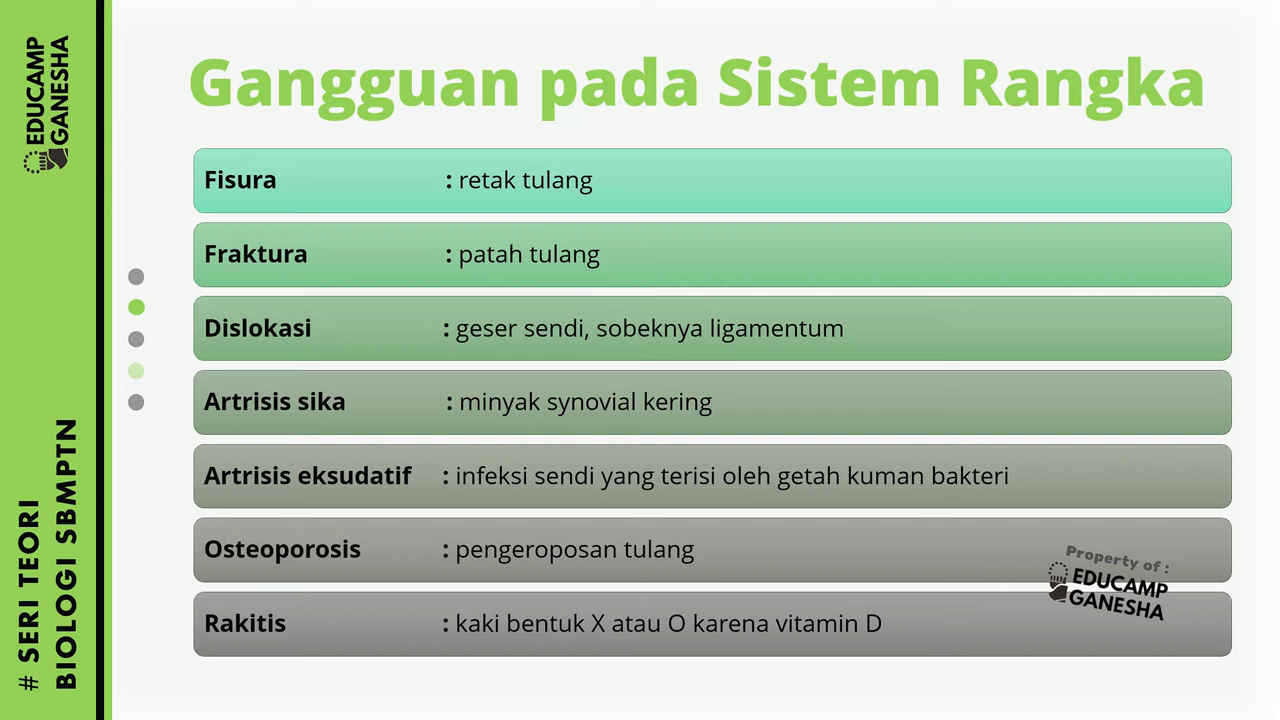 EDUCAMP
GANESHA
# SERI TEORI
BIOLOGI SBMPTN
Gangguan pada Sistem Rangka
Fisura : retak tulang
Fraktura : patah tulang
Dislokasi : geser sendi, sobeknya ligamentum
Artrisis sika : minyak synovial kering
Artrisis eksudatif : infeksi sendi yang terisi oleh getah kuman bakteri
Osteoporosis : pengeroposan tulang
Rakitis : kaki bentuk X atau O karena vitamin D
Property of :
EDUCAMP
GANESHA